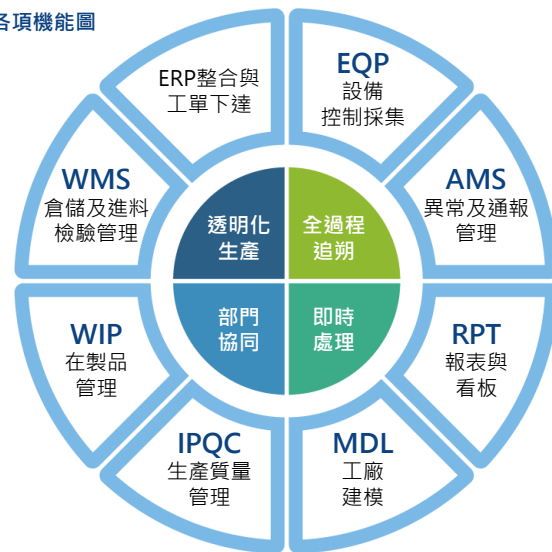 各項機能圖
ERP整合與
工單下達
EQP
設備
控制採集
WMS
倉儲及進料
檢驗管理
AMS
異常及通報
管理
透明化
生產
全過程
追朔
部門
協同
即時
處理
WIP
在製品
管理
RPT
報表與
看板
IPQC
生產質量
管理
MDL
工廠
建模